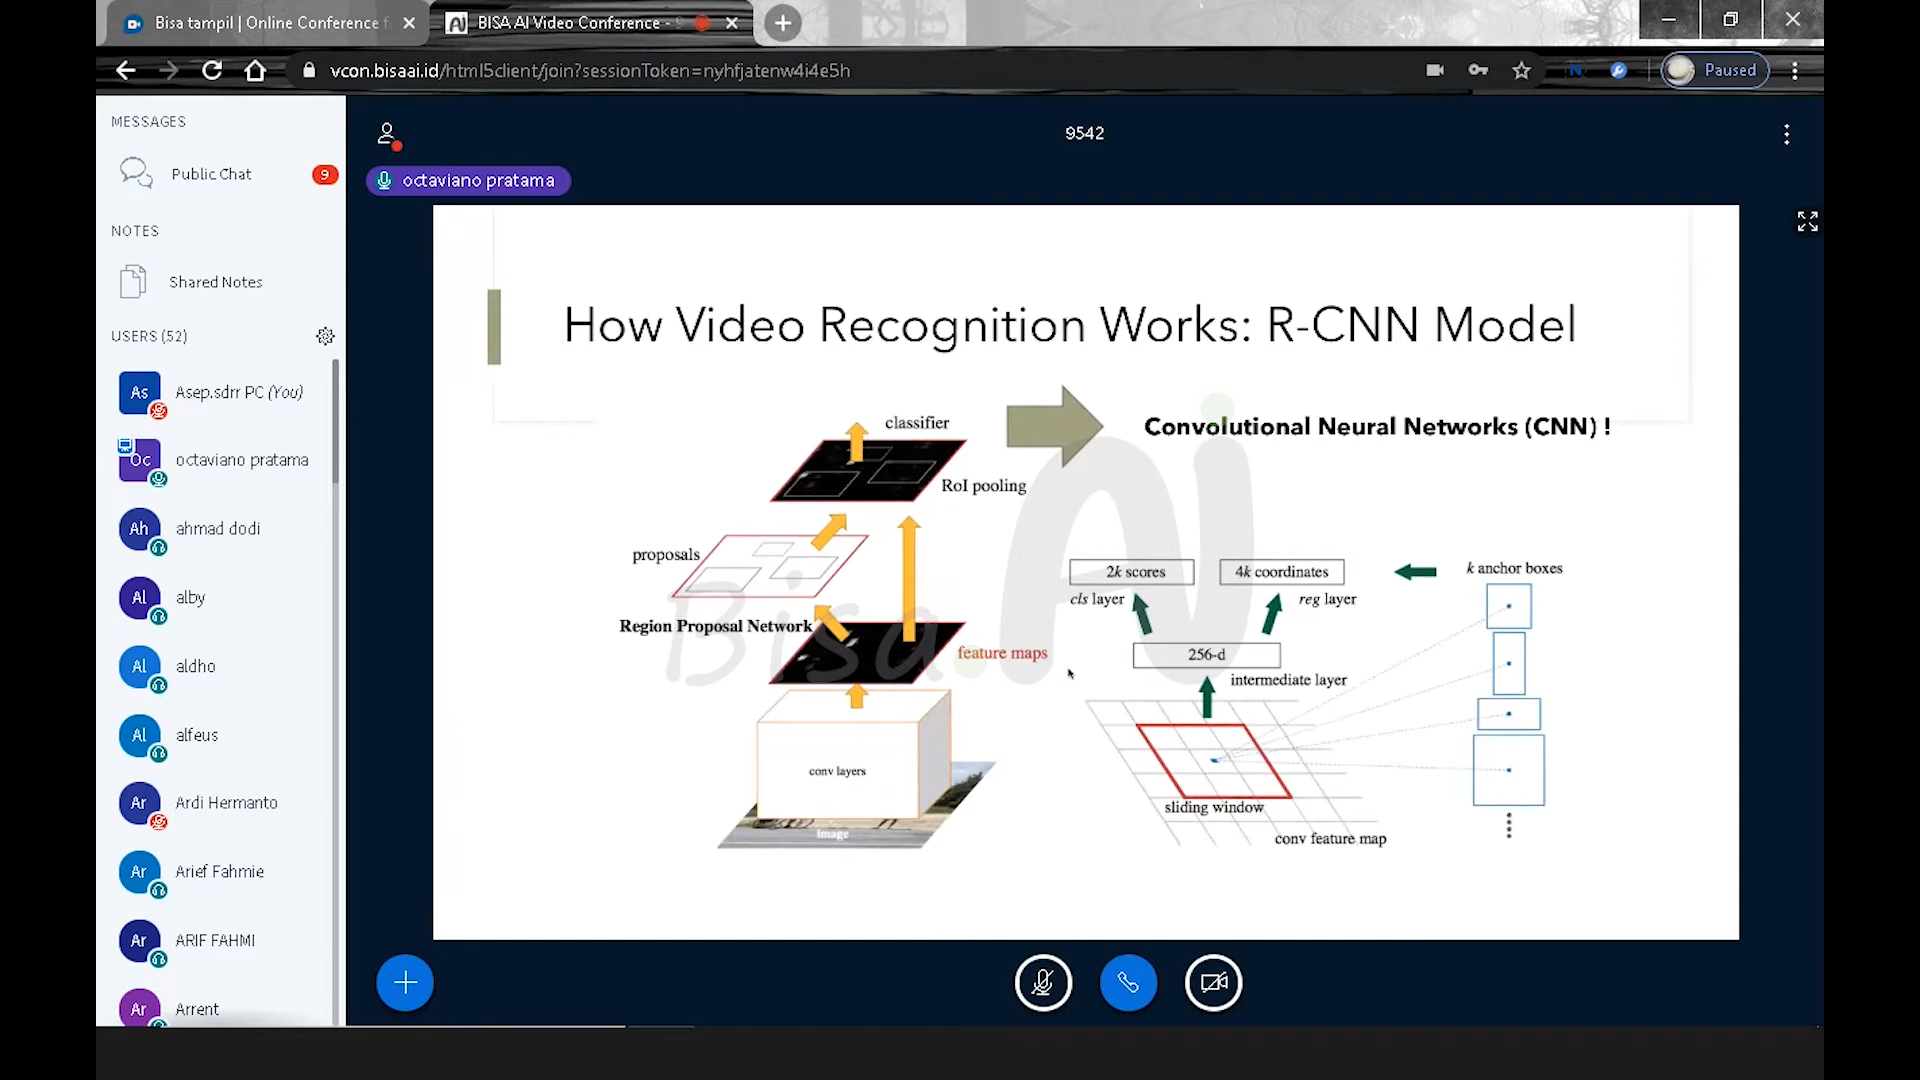 Bisa tampil | Online Conference f
BISA.AI Video Conference -
vcon.bisaai.id/html5client/join?sessionToken=nyhfjatenw4i4e5h
Paused
MESSAGES
Public Chat
9
NOTES
Shared Notes
USERS (52)
As
Asep.sdrr PC (You)
Oc
octaviano pratama
Ah
ahmad dodi
Al
alby
Al
aldho
Al
alfeus
Ar
Ardi Hermanto
Ar
Arief Fahmie
Ar
ARIF FAHMI
Ar
Arrent
9542
octaviano pratama
How Video Recognition Works: R-CNN Model
classifier
Convolutional Neural Networks (CNN) !
RoI pooling
proposals
Region Proposal Network
feature maps
conv layers
image
2k scores
4k coordinates
k anchor boxes
cls layer
reg layer
256-d
intermediate layer
sliding window
conv feature map
Bisa.AI